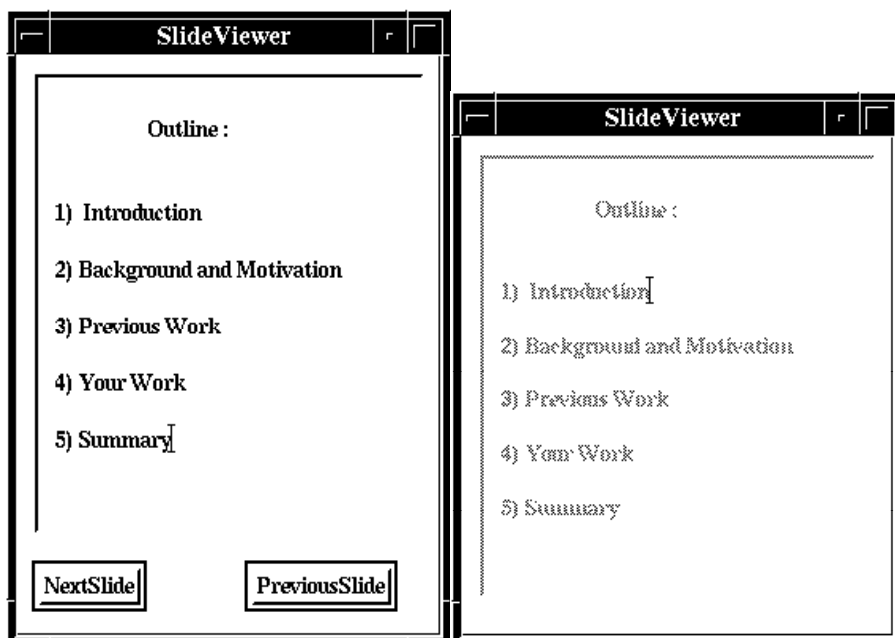 SlideViewer
Outline :
1) Introduction
2) Background and Motivation
3) Previous Work
4) Your Work
5) Summary
NextSlide
PreviousSlide
SlideViewer
Outline :
1) Introduction
2) Background and Motivation
3) Previous Work
4) Your Work
5) Summary